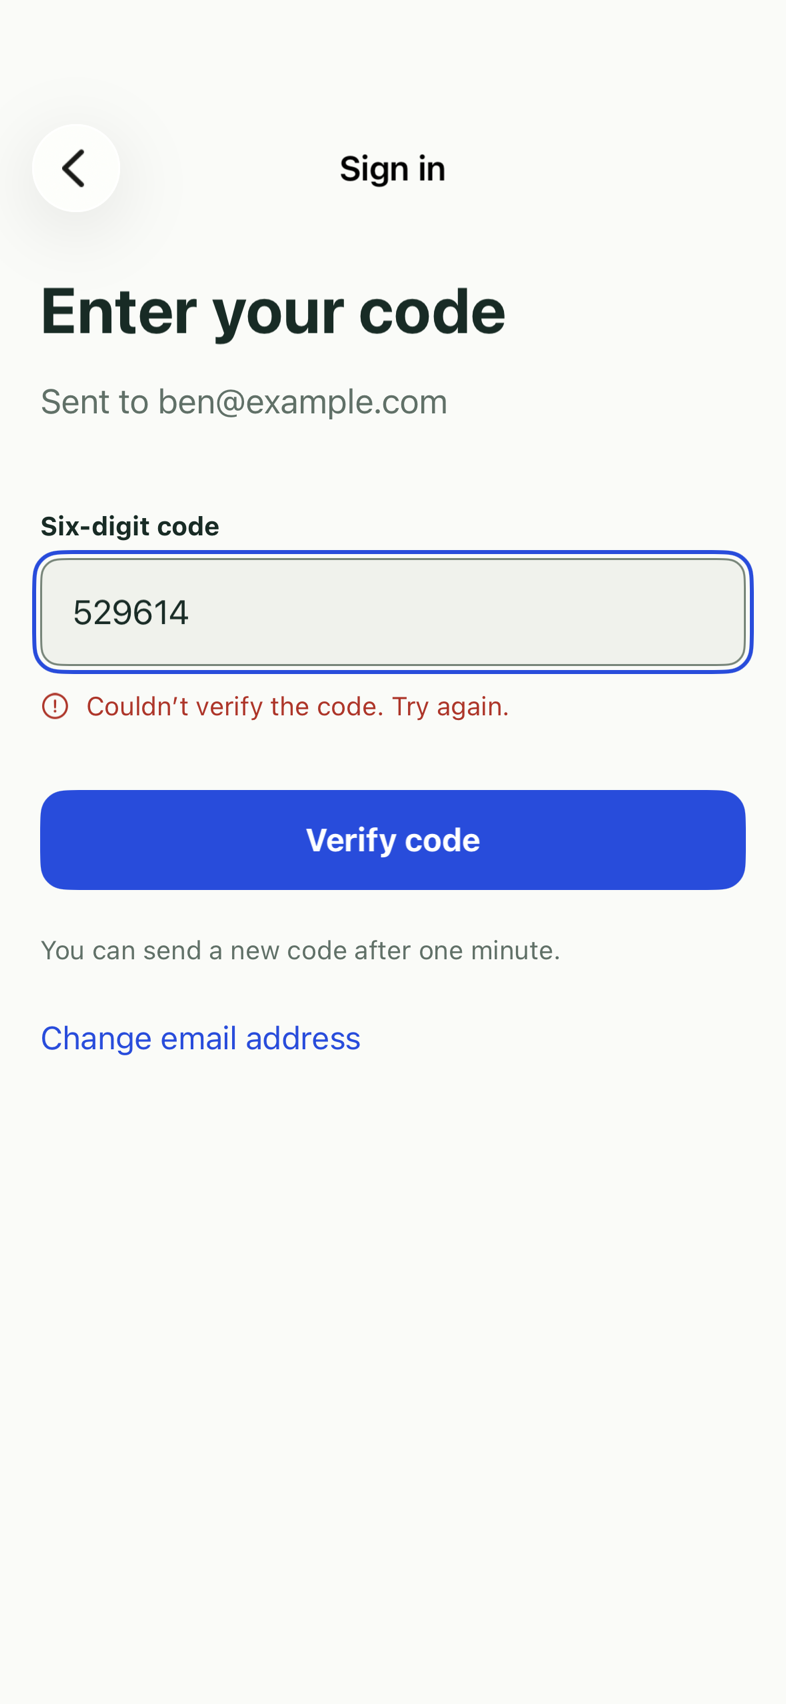 Sign in
Enter your code
Sent to ben@example.com
Six-digit code
529614
Couldn’t verify the code. Try again.
Verify code
You can send a new code after one minute.
Change email address